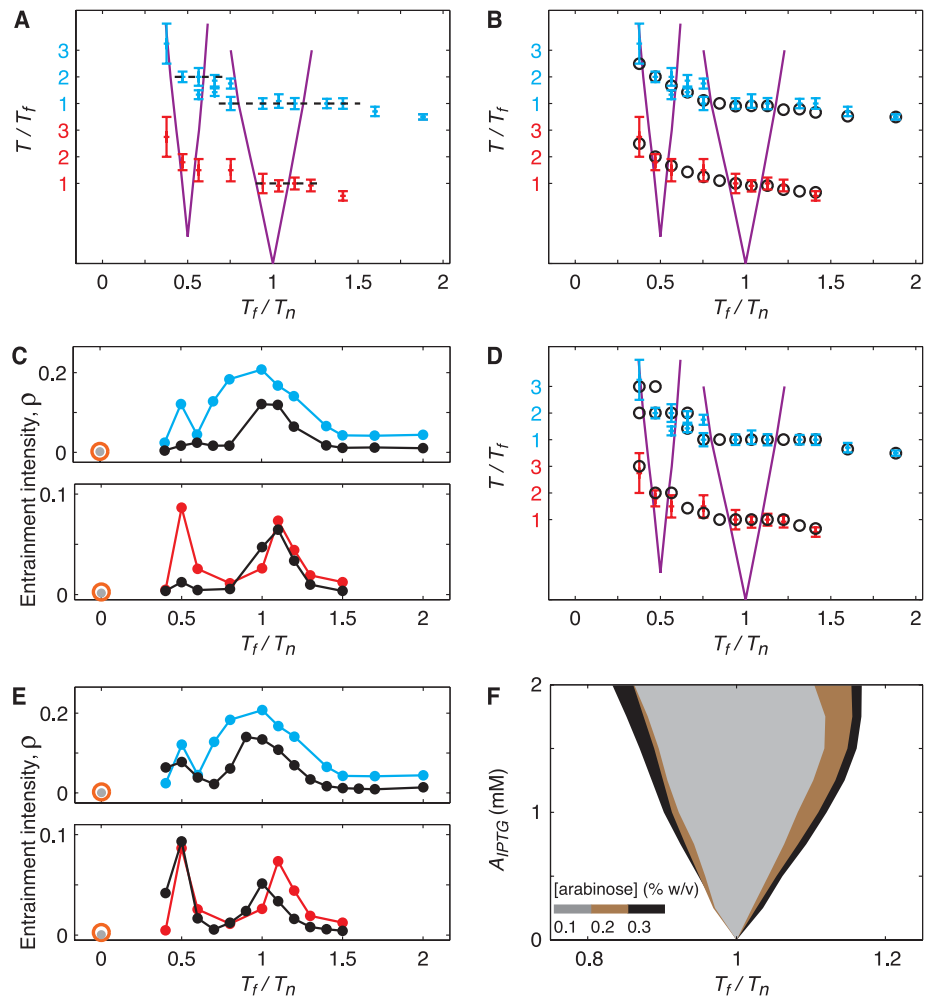 A
T / Tf
3
2
1
3
2
1
0
0.5
1
1.5
Tf / Tn
B
T / Tf
3
2
1
3
2
1
0
0.5
1
1.5
Tf / Tn
C
Entrainment intensity, ρ
0.2
0
0.1
0
0
0.5
1
1.5
2
Tf / Tn
D
T / Tf
3
2
1
3
2
1
0
0.5
1
1.5
Tf / Tn
E
Entrainment intensity, ρ
0.2
0
0.1
0
0
0.5
1
1.5
2
Tf / Tn
F
AIPTG (mM)
2
1
0
[arabinose] (% w/v)
0.1 0.2 0.3
0.8
1
1.2
Tf / Tn